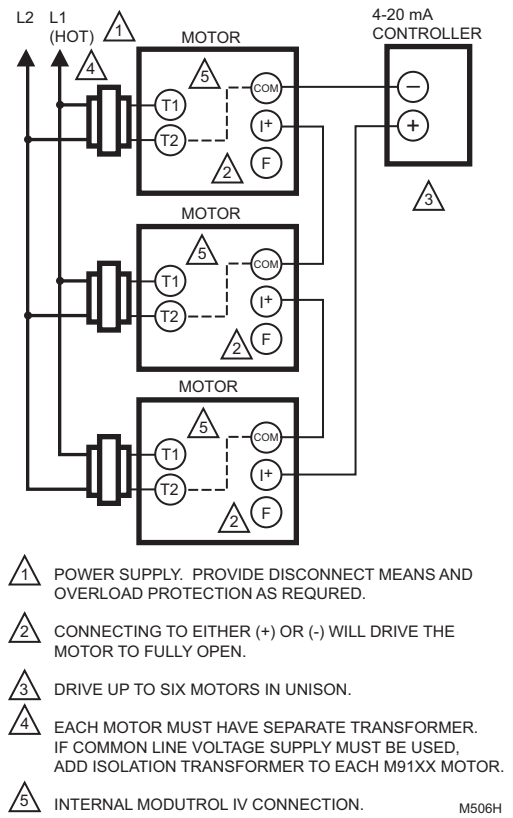 L2 L1 (HOT)
1
4
MOTOR
5
T1
T2
COM
I+
F
2
4-20 mA
CONTROLLER
−
+
3
MOTOR
5
T1
T2
COM
I+
F
2
MOTOR
5
T1
T2
COM
I+
F
2
1 POWER SUPPLY. PROVIDE DISCONNECT MEANS AND
OVERLOAD PROTECTION AS REQURED.
2 CONNECTING TO EITHER (+) OR (-) WILL DRIVE THE
MOTOR TO FULLY OPEN.
3 DRIVE UP TO SIX MOTORS IN UNISON.
4 EACH MOTOR MUST HAVE SEPARATE TRANSFORMER.
IF COMMON LINE VOLTAGE SUPPLY MUST BE USED,
ADD ISOLATION TRANSFORMER TO EACH M91XX MOTOR.
5 INTERNAL MODUTROL IV CONNECTION.
M506H